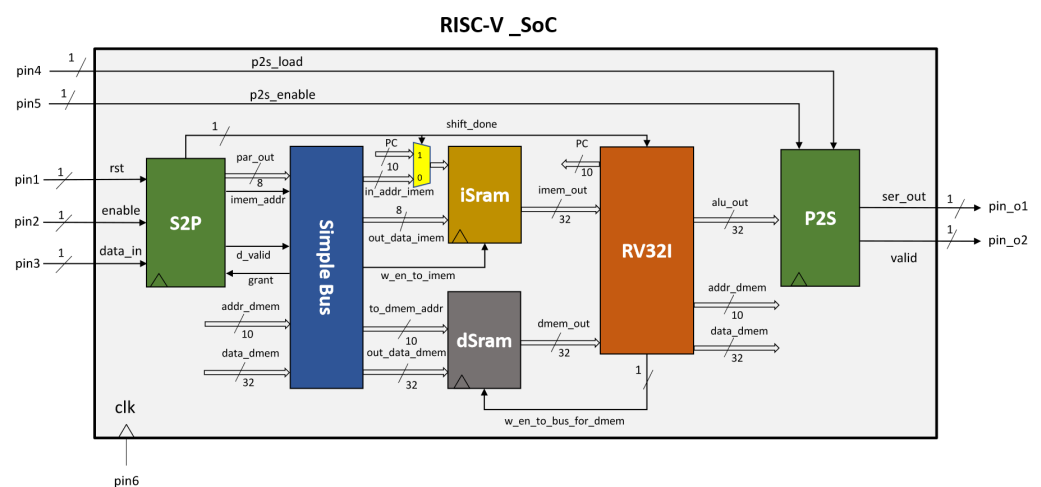 RISC-V _SoC
pin4
1
p2s_load
pin5
1
p2s_enable
1
shift_done
pin1
1
rst
pin2
1
enable
pin3
1
data_in
S2P
par_out
8
imem_addr
d_valid
grant
addr_dmem
10
data_dmem
32
Simple Bus
PC
10
1
0
in_addr_imem
8
out_data_imem
w_en_to_imem
to_dmem_addr
10
out_data_dmem
32
iSram
dSram
imem_out
32
dmem_out
32
PC
10
RV32I
1
w_en_to_bus_for_dmem
alu_out
32
addr_dmem
10
data_dmem
32
P2S
ser_out
1
pin_o1
valid
1
pin_o2
clk
pin6